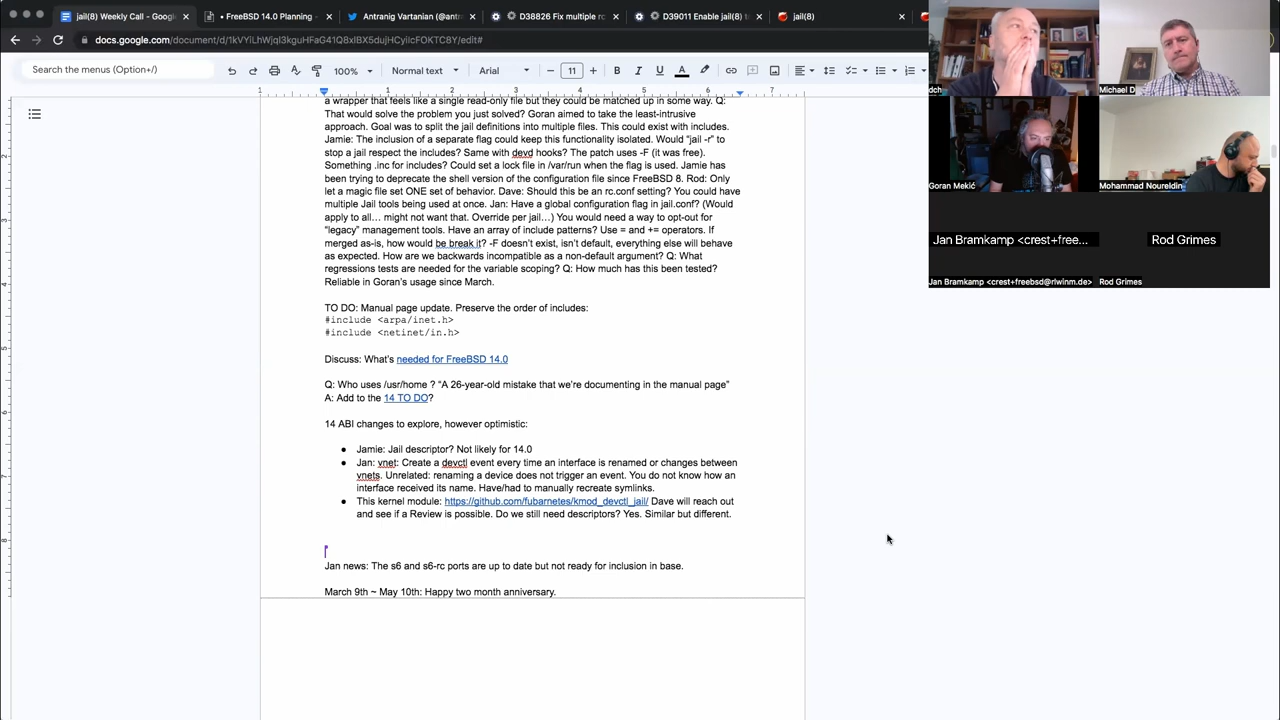 jail() Weekly Call - Google
FreeBSD 14.0 Planning
Antranig Vartanian (@antr
D38826 Fix multiple rc
D39011 Enable jail(8) t
jail(8)
jail(8)
docs.google.com/document/d/
/edit#
Search the menus (Option+/)
100%
Normal text
Arial
11
B I U A
1 1 2 3 4 5 6 7
a wrapper that feels like a single read-only file but they could be matched up in some way. Q:
That would solve the problem you just solved? Goran aimed to take the least-intrusive
approach. Goal was to split the jail definitions into multiple files. This could exist with includes.
Jamie: The inclusion of a separate flag could keep this functionality isolated. Would "jail -r" to
stop a jail respect the includes? Same with devd hooks? The patch uses -F (it was free).
Something .inc for includes? Could set a lock file in /var/run when the flag is used. Jamie has
been trying to deprecate the shell version of the configuration file since FreeBSD 8. Rod: Only
let a magic file set ONE set of behavior. Dave: Should this be an rc.conf setting? You could have
multiple Jail tools being used at once. Jan: Have a global configuration flag in jail.conf? (Would
apply to all… might not want that. Override per jail…) You would need a way to opt-out for
"legacy" management tools. Have an array of include patterns? Use = and += operators. If
merged as-is, how would be break it? -F doesn't exist, isn't default, everything else will behave
as expected. How are we backwards incompatible as a non-default argument? Q: What
regressions tests are needed for the variable scoping? Q: How much has this been tested?
Reliable in Goran's usage since March.
TO DO: Manual page update. Preserve the order of includes:
#include <arpa/inet.h>
#include <netinet/in.h>
Discuss: What's needed for FreeBSD 14.0
Q: Who uses /usr/home ? "A 26-year-old mistake that we're documenting in the manual page"
A: Add to the 14 TO DO?
14 ABI changes to explore, however optimistic:
● Jamie: Jail descriptor? Not likely for 14.0
● Jan: vnet: Create a devctl event every time an interface is renamed or changes between
vnets. Unrelated: renaming a device does not trigger an event. You do not know how an
interface received its name. Have/had to manually recreate symlinks.
● This kernel module: https://github.com/fubarnetes/kmod_devctl_jail/ Dave will reach out
and see if a Review is possible. Do we still need descriptors? Yes. Similar but different.
Jan news: The s6 and s6-rc ports are up to date but not ready for inclusion in base.
March 9th ~ May 10th: Happy two month anniversary.
dch
Michael D
Goran Mekić
Mohammad Noureldin
Jan Bramkamp <crest+free...
Rod Grimes
Jan Bramkamp <crest+freebsd@rlwinm.de>
Rod Grimes